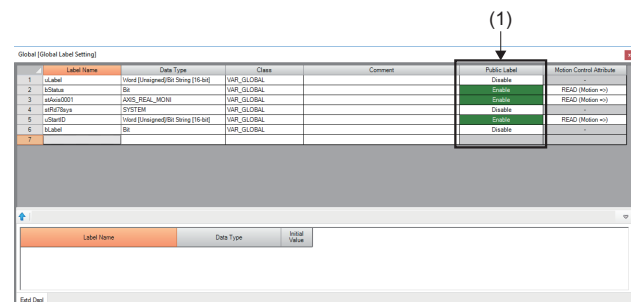 (1)
Global [Global Label Setting]
Label Name Data Type Class Comment Public Label Motion Control Attribute
1 uLabel Word [Unsigned]/Bit String [16-bit] VAR_GLOBAL Disable -
2 bStatus Bit VAR_GLOBAL Enable READ (Motion =>)
3 stAxis0001 AXIS_REAL_MONI VAR_GLOBAL Enable READ (Motion =>)
4 stRd78sys SYSTEM VAR_GLOBAL Disable -
5 uStartID Word [Unsigned]/Bit String [16-bit] VAR_GLOBAL Enable READ (Motion =>)
6 bLabel Bit VAR_GLOBAL Disable -
7
Label Name Data Type Initial Value
Extd Dspl